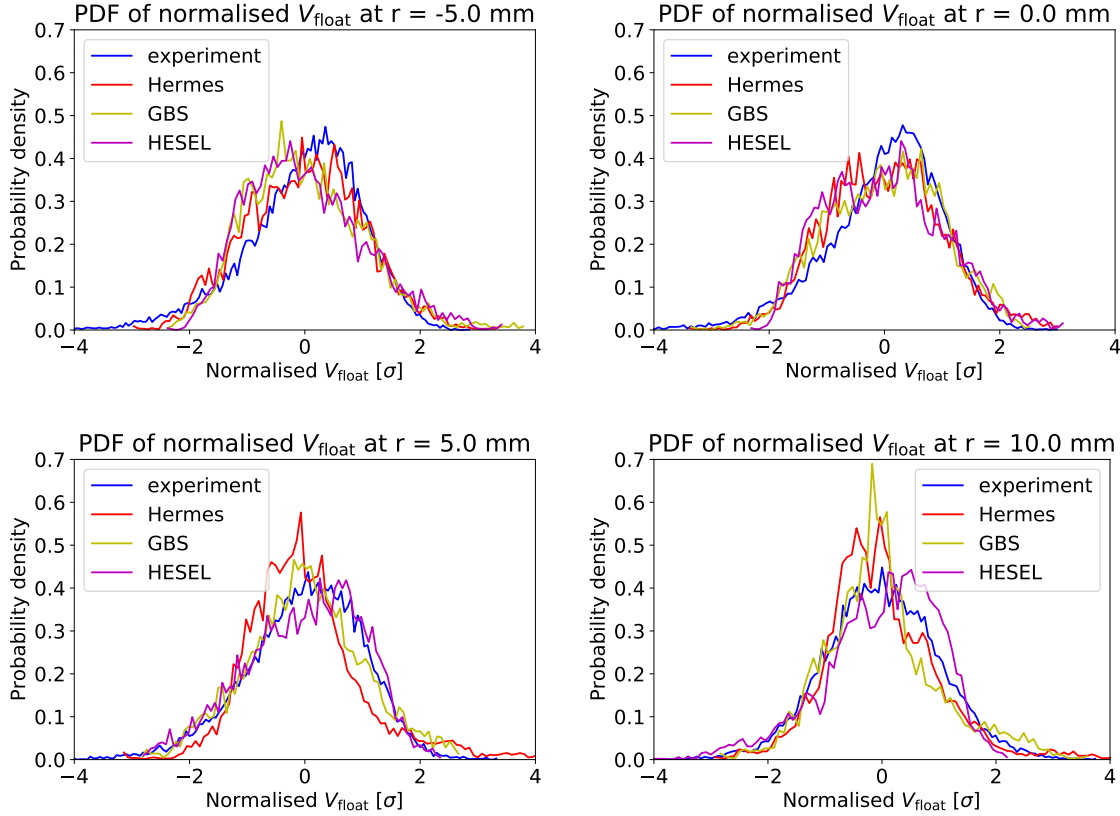 PDF of normalised V_float at r = -5.0 mm
0.7
0.6
0.5
0.4
0.3
0.2
0.1
0.0
Probability density
experiment
Hermes
GBS
HESEL
−4 −2 0 2 4
Normalised V_float [σ]
PDF of normalised V_float at r = 0.0 mm
0.7
0.6
0.5
0.4
0.3
0.2
0.1
0.0
Probability density
experiment
Hermes
GBS
HESEL
−4 −2 0 2 4
Normalised V_float [σ]
PDF of normalised V_float at r = 5.0 mm
0.7
0.6
0.5
0.4
0.3
0.2
0.1
0.0
Probability density
experiment
Hermes
GBS
HESEL
−4 −2 0 2 4
Normalised V_float [σ]
PDF of normalised V_float at r = 10.0 mm
0.7
0.6
0.5
0.4
0.3
0.2
0.1
0.0
Probability density
experiment
Hermes
GBS
HESEL
−4 −2 0 2 4
Normalised V_float [σ]